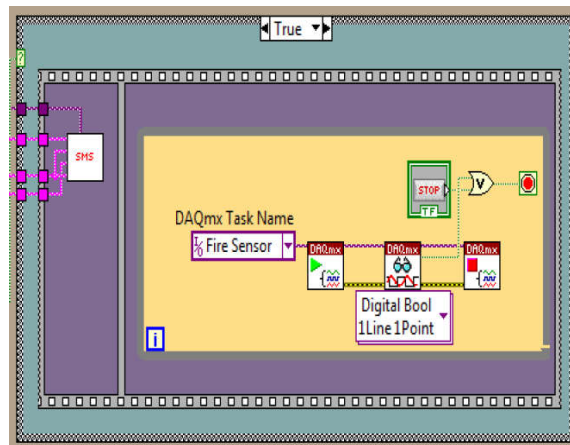 True
?
SMS
STOP
TF
V
DAQmx Task Name
I/O Fire Sensor
DAQmx
DAQmx
DAQmx
Digital Bool
1Line 1Point
i